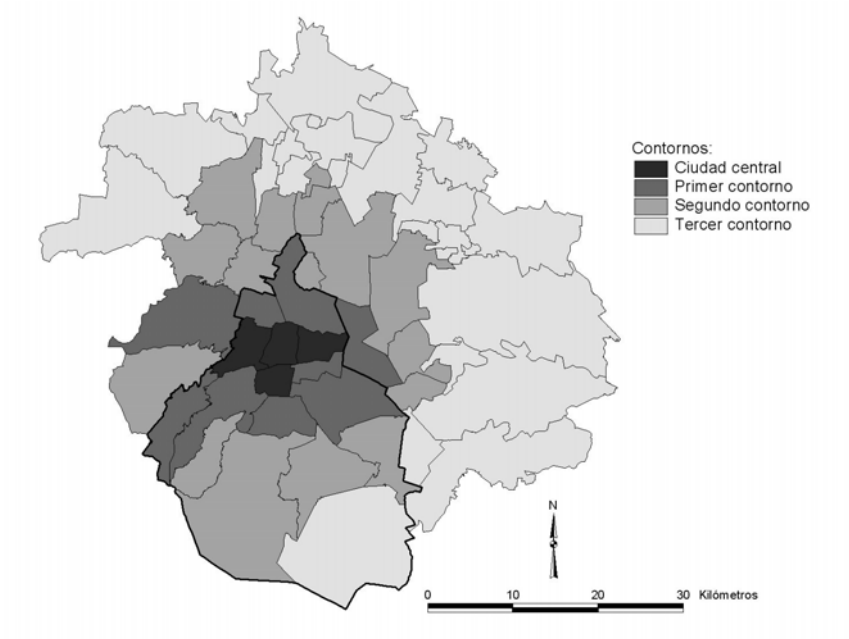 Contornos:
Ciudad central
Primer contorno
Segundo contorno
Tercer contorno
N
0 10 20 30 Kilómetros